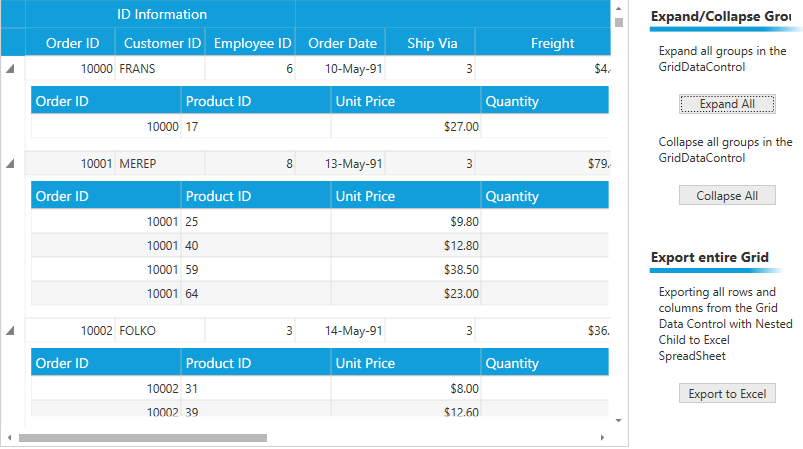 ID Information
Order ID Customer ID Employee ID Order Date Ship Via Freight
10000 FRANS 6 10-May-91 3 $4.
Order ID Product ID Unit Price Quantity
10000 17 $27.00
10001 MEREP 8 13-May-91 3 $79.
Order ID Product ID Unit Price Quantity
10001 25 $9.80
10001 40 $12.80
10001 59 $38.50
10001 64 $23.00
10002 FOLKO 3 14-May-91 3 $36.
Order ID Product ID Unit Price Quantity
10002 31 $8.00
10002 39 $12.60
Expand/Collapse Grou
Expand all groups in the
GridDataControl
Expand All
Collapse all groups in the
GridDataControl
Collapse All
Export entire Grid
Exporting all rows and
columns from the Grid
Data Control with Nested
Child to Excel
SpreadSheet
Export to Excel